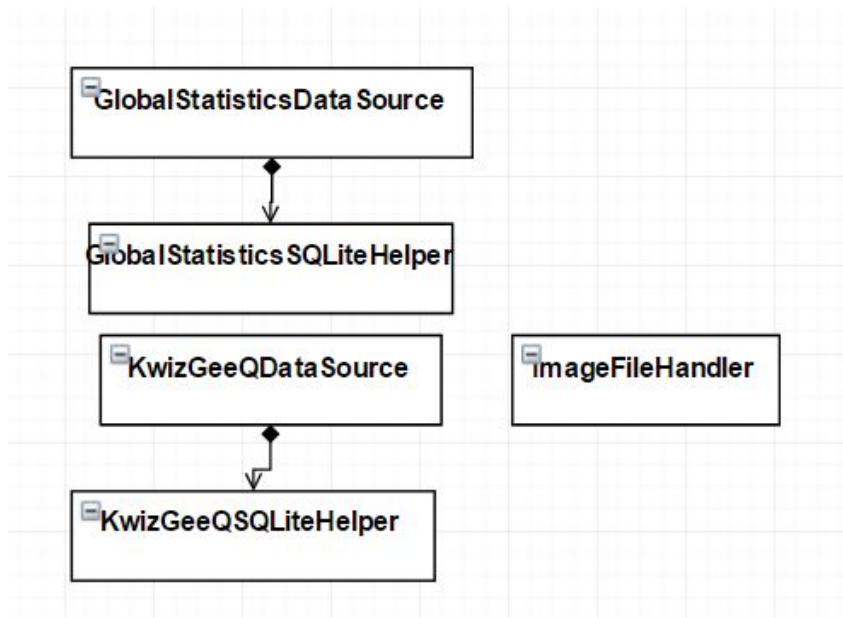 GlobalStatisticsDataSource
GlobalStatisticsSQLiteHelper
KwizGeeQDataSource
ImageFileHandler
KwizGeeQSQLiteHelper